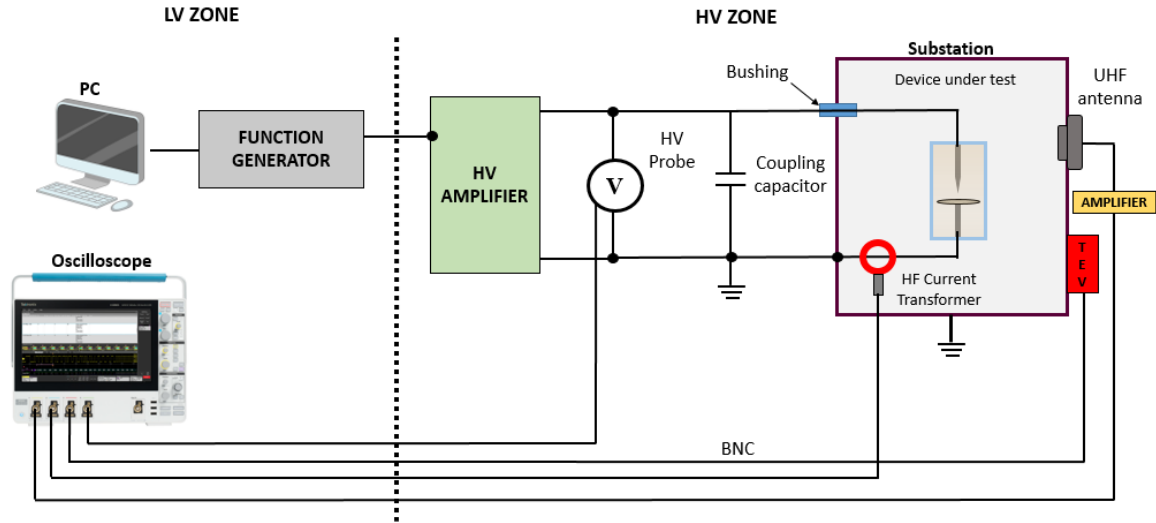 LV ZONE
HV ZONE
Substation
PC
Bushing
Device under test
UHF
antenna
FUNCTION
GENERATOR
HV
AMPLIFIER
HV
Probe
V
Coupling
capacitor
AMPLIFIER
Oscilloscope
T
E
V
HF Current
Transformer
BNC